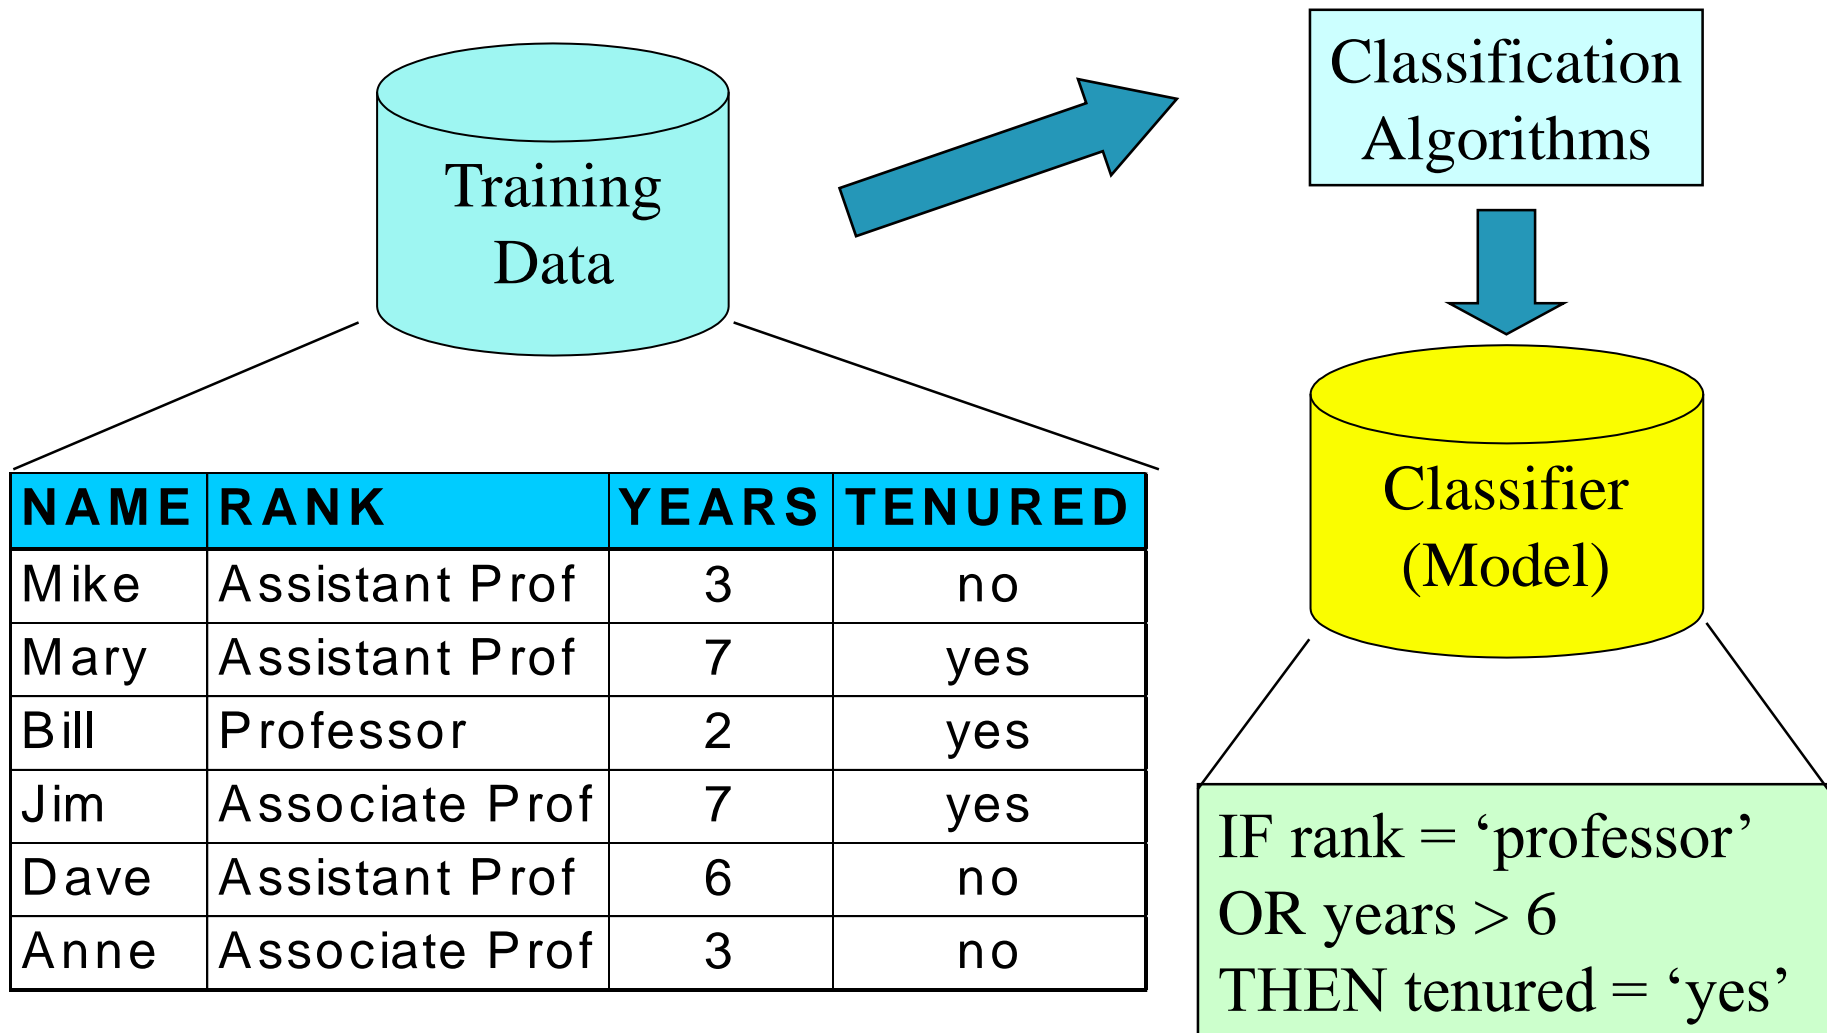 Training
Data
Classification
Algorithms
NAME RANK YEARS TENURED
Mike Assistant Prof 3 no
Mary Assistant Prof 7 yes
Bill Professor 2 yes
Jim Associate Prof 7 yes
Dave Assistant Prof 6 no
Anne Associate Prof 3 no
Classifier
(Model)
IF rank = ‘professor’
OR years > 6
THEN tenured = ‘yes’